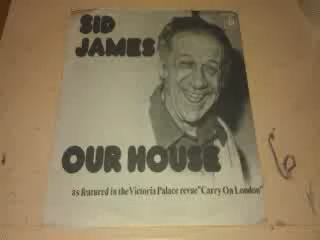 SID
JAMES
OUR HOUSE
as featured in the Victoria Palace revue "Carry On London"